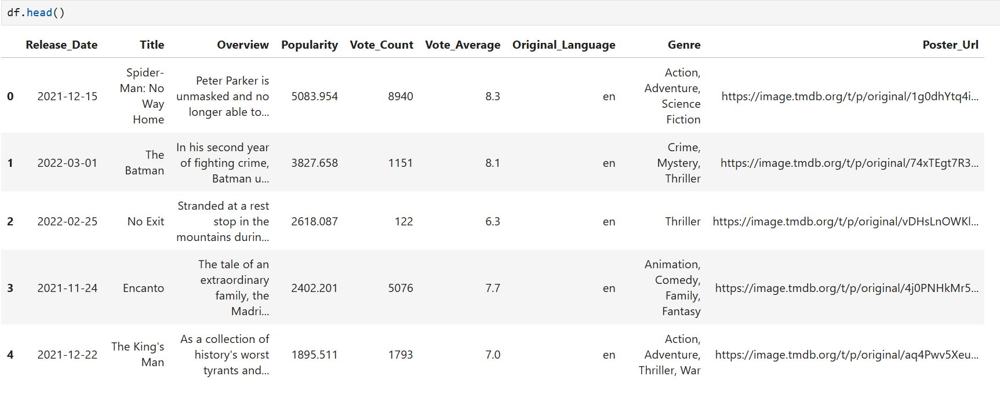 df.head()
Release_Date Title Overview Popularity Vote_Count Vote_Average Original_Language Genre Poster_Url
0 2021-12-15 Spider-Man: No Way Home Peter Parker is unmasked and no longer able to... 5083.954 8940 8.3 en Action, Adventure, Science Fiction https://image.tmdb.org/t/p/original/1g0dhYtq4i...
1 2022-03-01 The Batman In his second year of fighting crime, Batman u... 3827.658 1151 8.1 en Crime, Mystery, Thriller https://image.tmdb.org/t/p/original/74xTEgt7R3...
2 2022-02-25 No Exit Stranded at a rest stop in the mountains durin... 2618.087 122 6.3 en Thriller https://image.tmdb.org/t/p/original/vDHsLnOWKl...
3 2021-11-24 Encanto The tale of an extraordinary family, the Madri... 2402.201 5076 7.7 en Animation, Comedy, Family, Fantasy https://image.tmdb.org/t/p/original/4j0PNHkMr5...
4 2021-12-22 The King's Man As a collection of history's worst tyrants and... 1895.511 1793 7.0 en Action, Adventure, Thriller, War https://image.tmdb.org/t/p/original/aq4Pwv5Xeu...